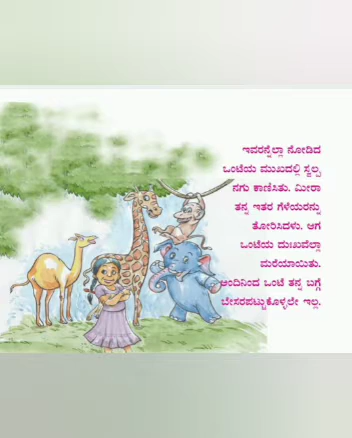 ಇವರನ್ನೆಲ್ಲಾ ನೋಡಿದ
ಒಂಟೆಯ ಮುಖದಲ್ಲಿ ಸ್ವಲ್ಪ
ನಗು ಕಾಣಿಸಿತು. ಮೀರಾ
ತನ್ನ ಇತರ ಗೆಳೆಯರನ್ನು
ತೋರಿಸಿದಳು. ಆಗ
ಒಂಟೆಯ ದುಃಖವೆಲ್ಲಾ
ಮರೆಯಾಯಿತು.
ಅಂದಿನಿಂದ ಒಂಟೆ ತನ್ನ ಬಗ್ಗೆ
ಬೇಸರಪಟ್ಟುಕೊಳ್ಳಲೇ ಇಲ್ಲ.